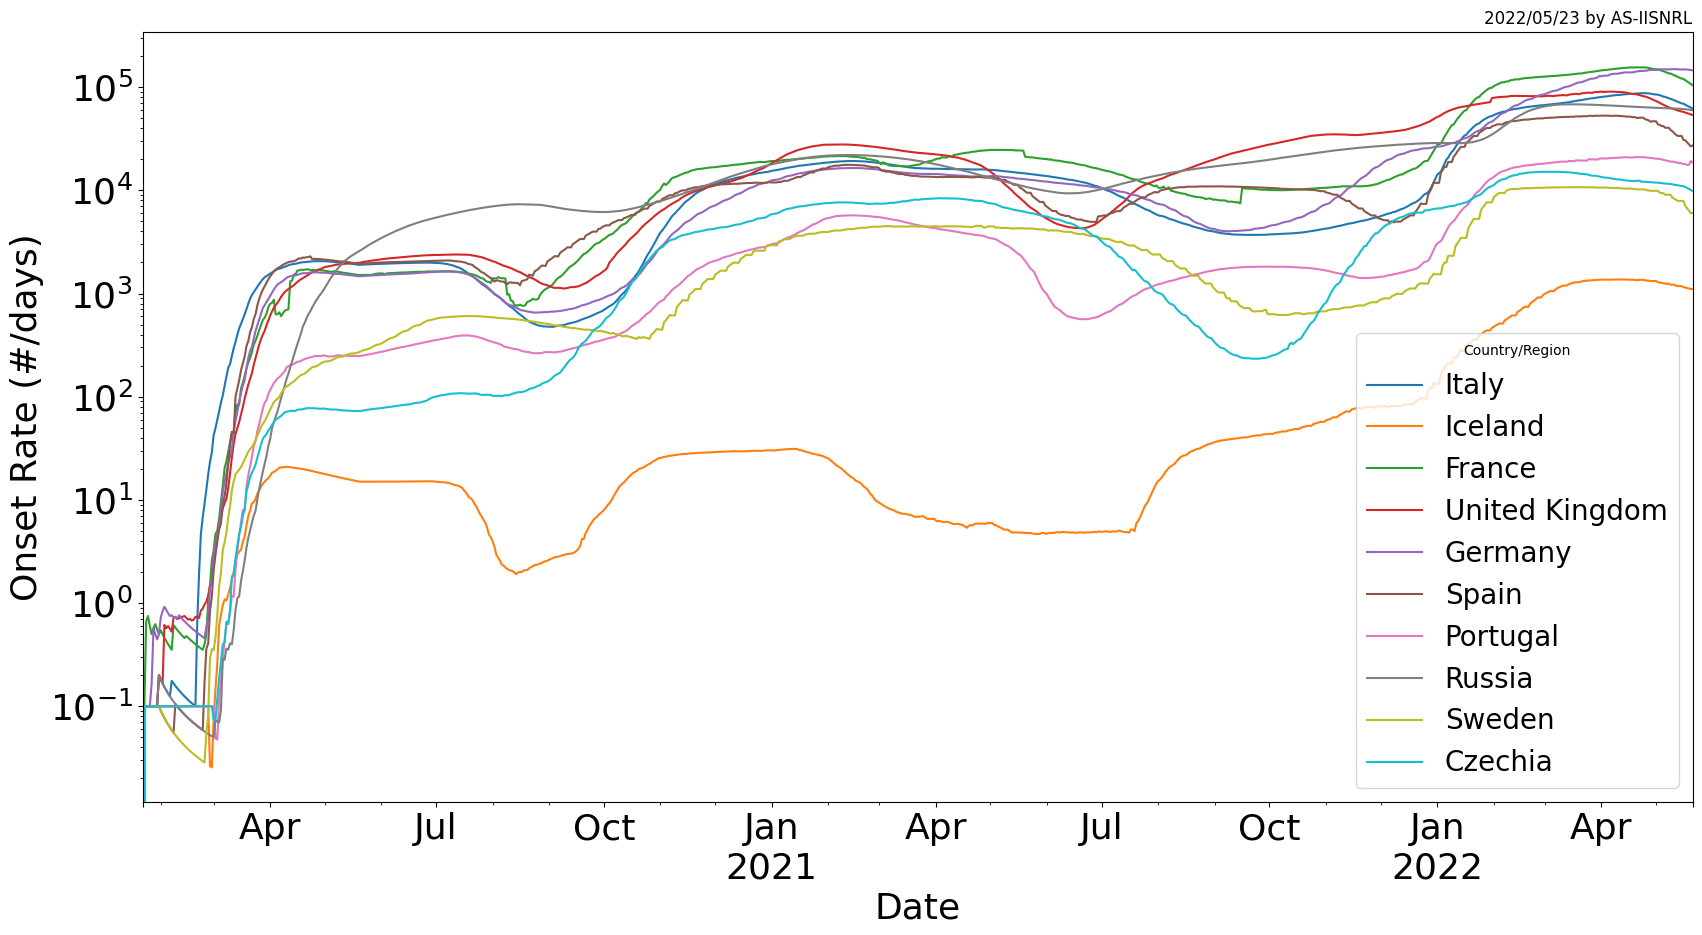 2022/05/23 by AS-IISNRL
Onset Rate (#/days)
10^5
10^4
10^3
10^2
10^1
10^0
10^−1
Country/Region
Italy
Iceland
France
United Kingdom
Germany
Spain
Portugal
Russia
Sweden
Czechia
Apr Jul Oct Jan Apr Jul Oct Jan Apr
2021 2022
Date